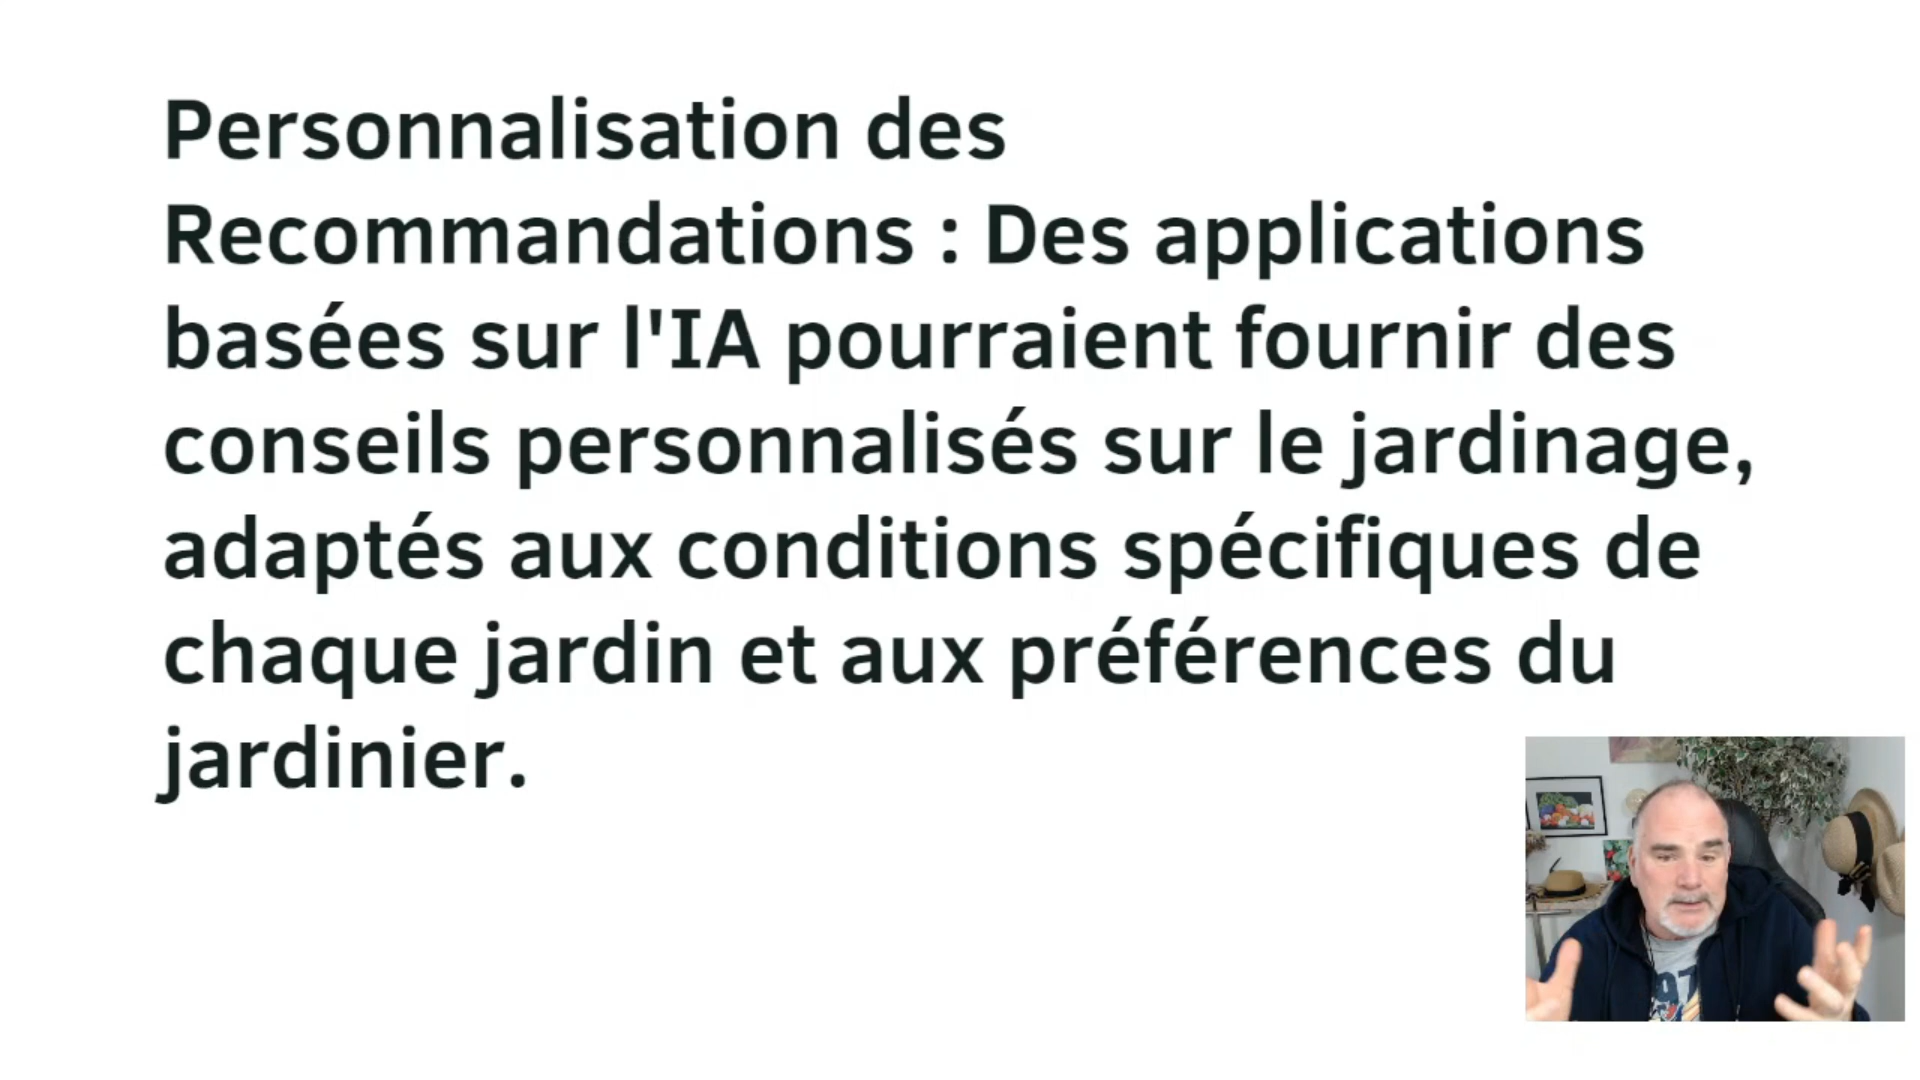 Personnalisation des
Recommandations : Des applications
basées sur l'IA pourraient fournir des
conseils personnalisés sur le jardinage,
adaptés aux conditions spécifiques de
chaque jardin et aux préférences du
jardinier.